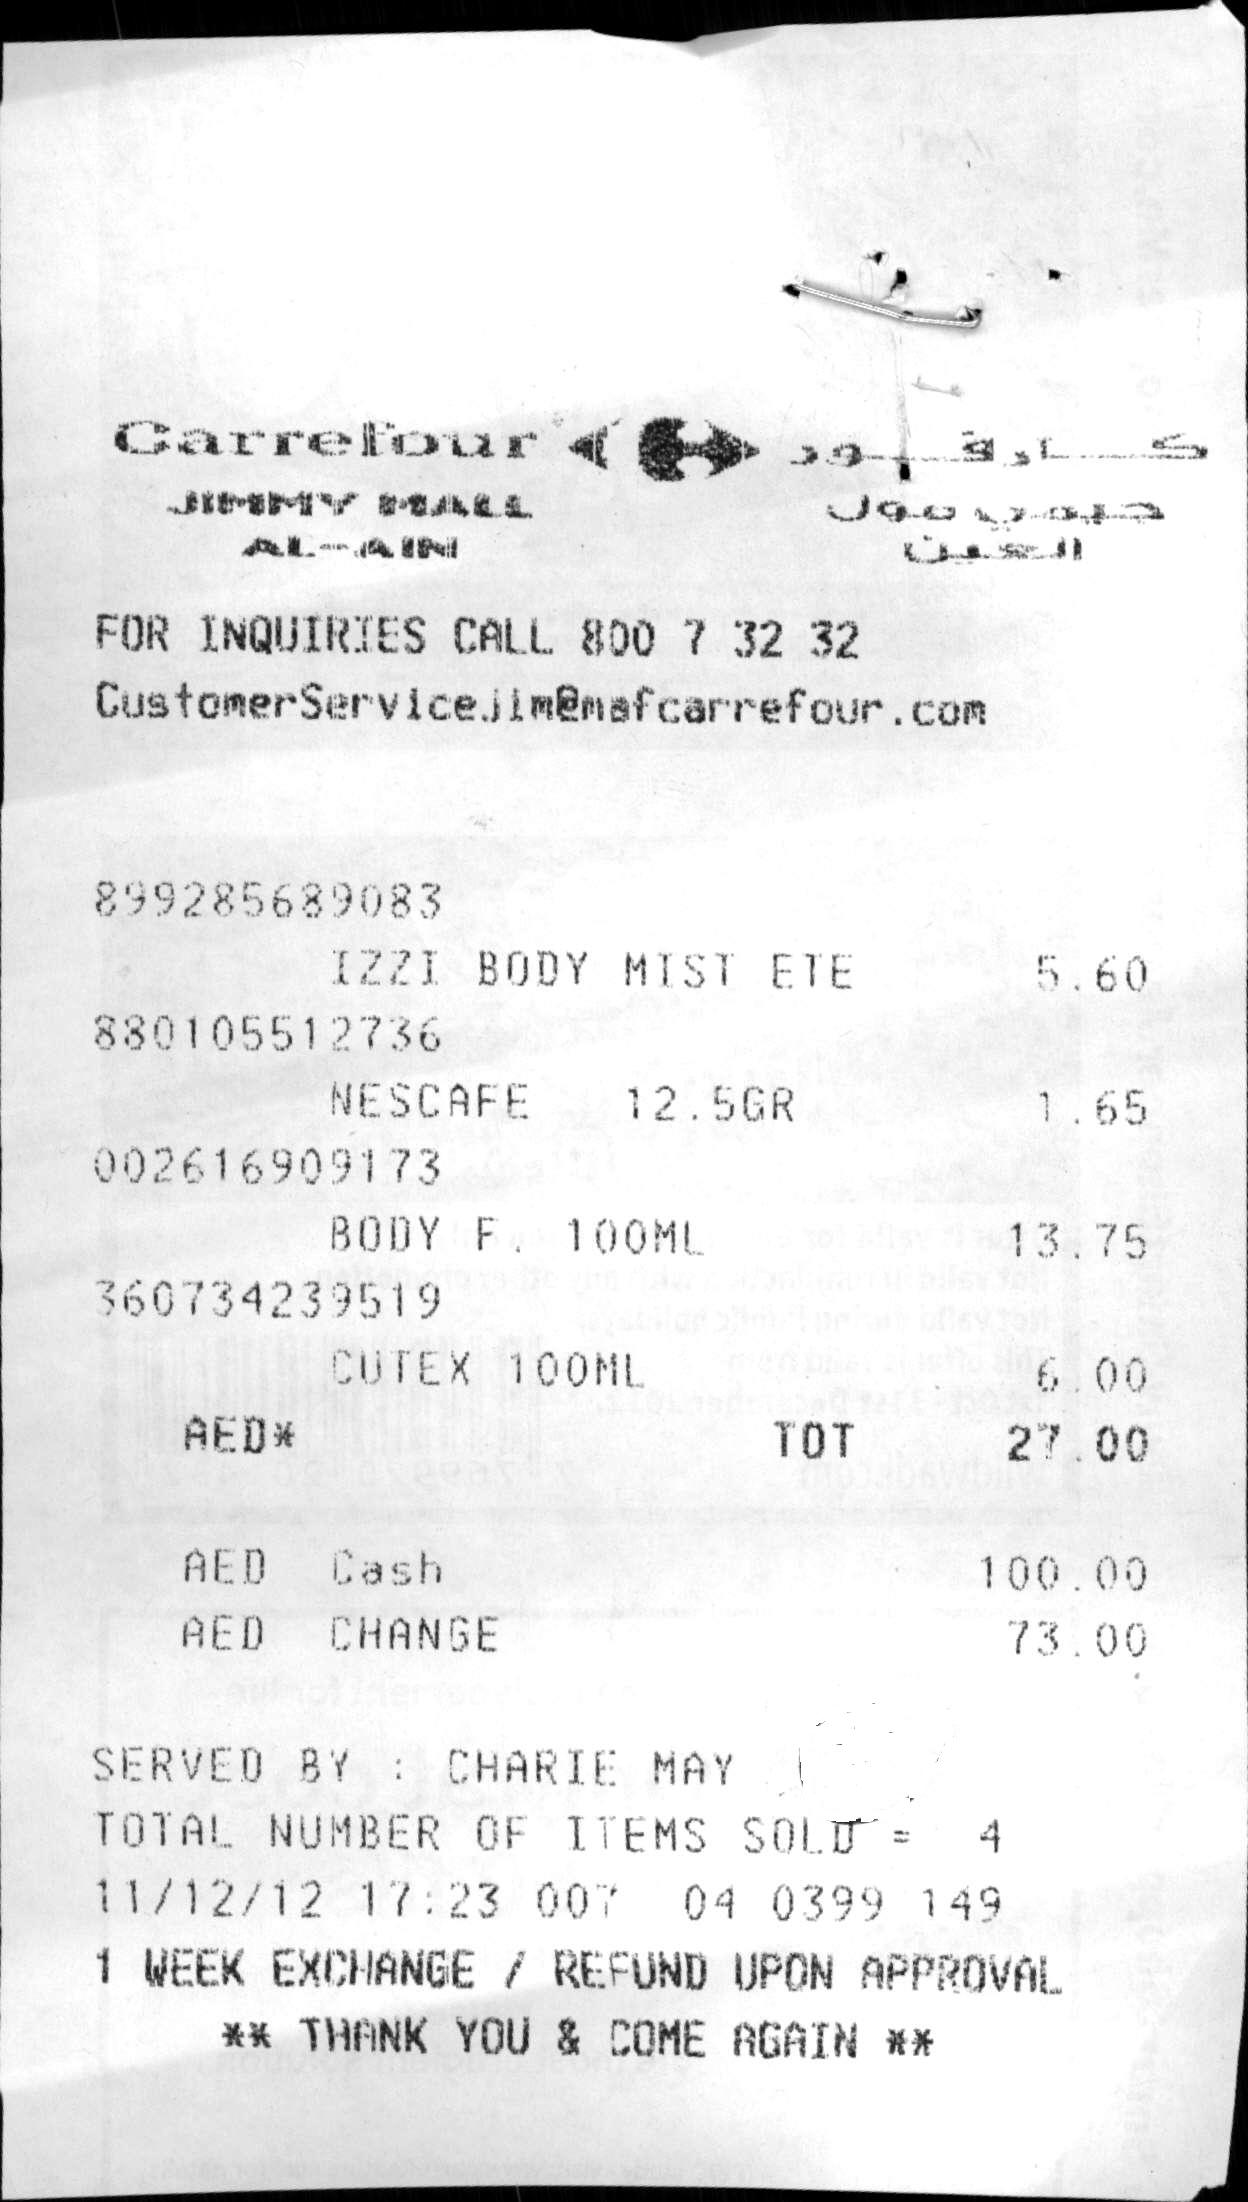 Carrefour كارفور
JIMMY MALL جيمي مول
AL-AIN العين
FOR INQUIRIES CALL 800 7 32 32
CustomerServicejim@mafcarrefour.com
899285689083
IZZI BODY MIST ETE 5.60
880105512736
NESCAFE 12.5GR 1.65
002616909173
BODY F. 100ML 13.75
360734239519
CUTEX 100ML 6.00
AED* TOT 27.00
AED Cash 100.00
AED CHANGE 73.00
SERVED BY : CHARIE MAY
TOTAL NUMBER OF ITEMS SOLD = 4
11/12/12 17:23 007 04 0399 149
1 WEEK EXCHANGE / REFUND UPON APPROVAL
** THANK YOU & COME AGAIN **